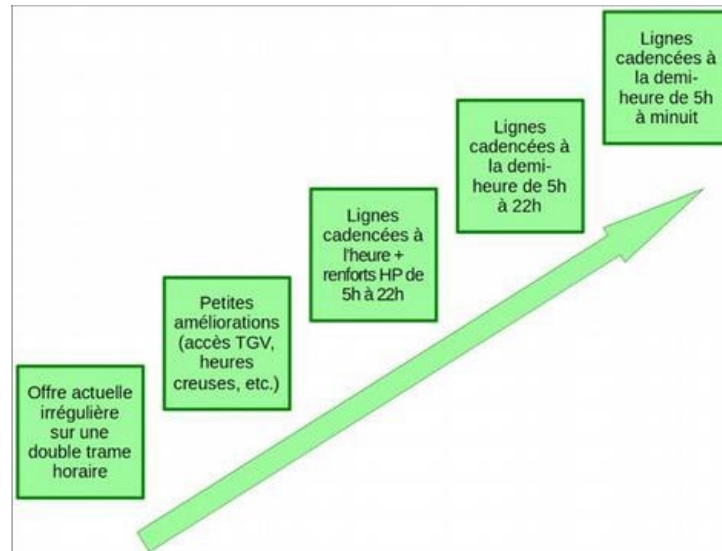 Offre actuelle
irrégulière
sur une
double trame
horaire
Petites
améliorations
(accès TGV,
heures
creuses, etc.)
Lignes
cadencées à
l'heure +
renforts HP de
5h à 22h
Lignes
cadencées à
la demi-
heure de 5h
à 22h
Lignes
cadencées à
la demi-
heure de 5h
à minuit